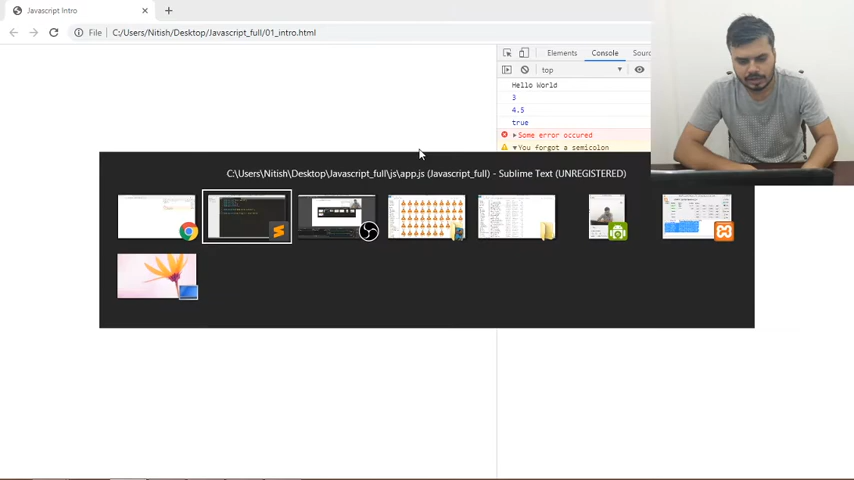 Javascript Intro
File
C:/Users/Nitish/Desktop/Javascript_full/01_intro.html
Elements Console Sourc
top
Hello World
3
4.5
true
Some error occured
You forgot a semicolon
C:\Users\Nitish\Desktop\Javascript_full\js\app.js (Javascript_full) - Sublime Text (UNREGISTERED)